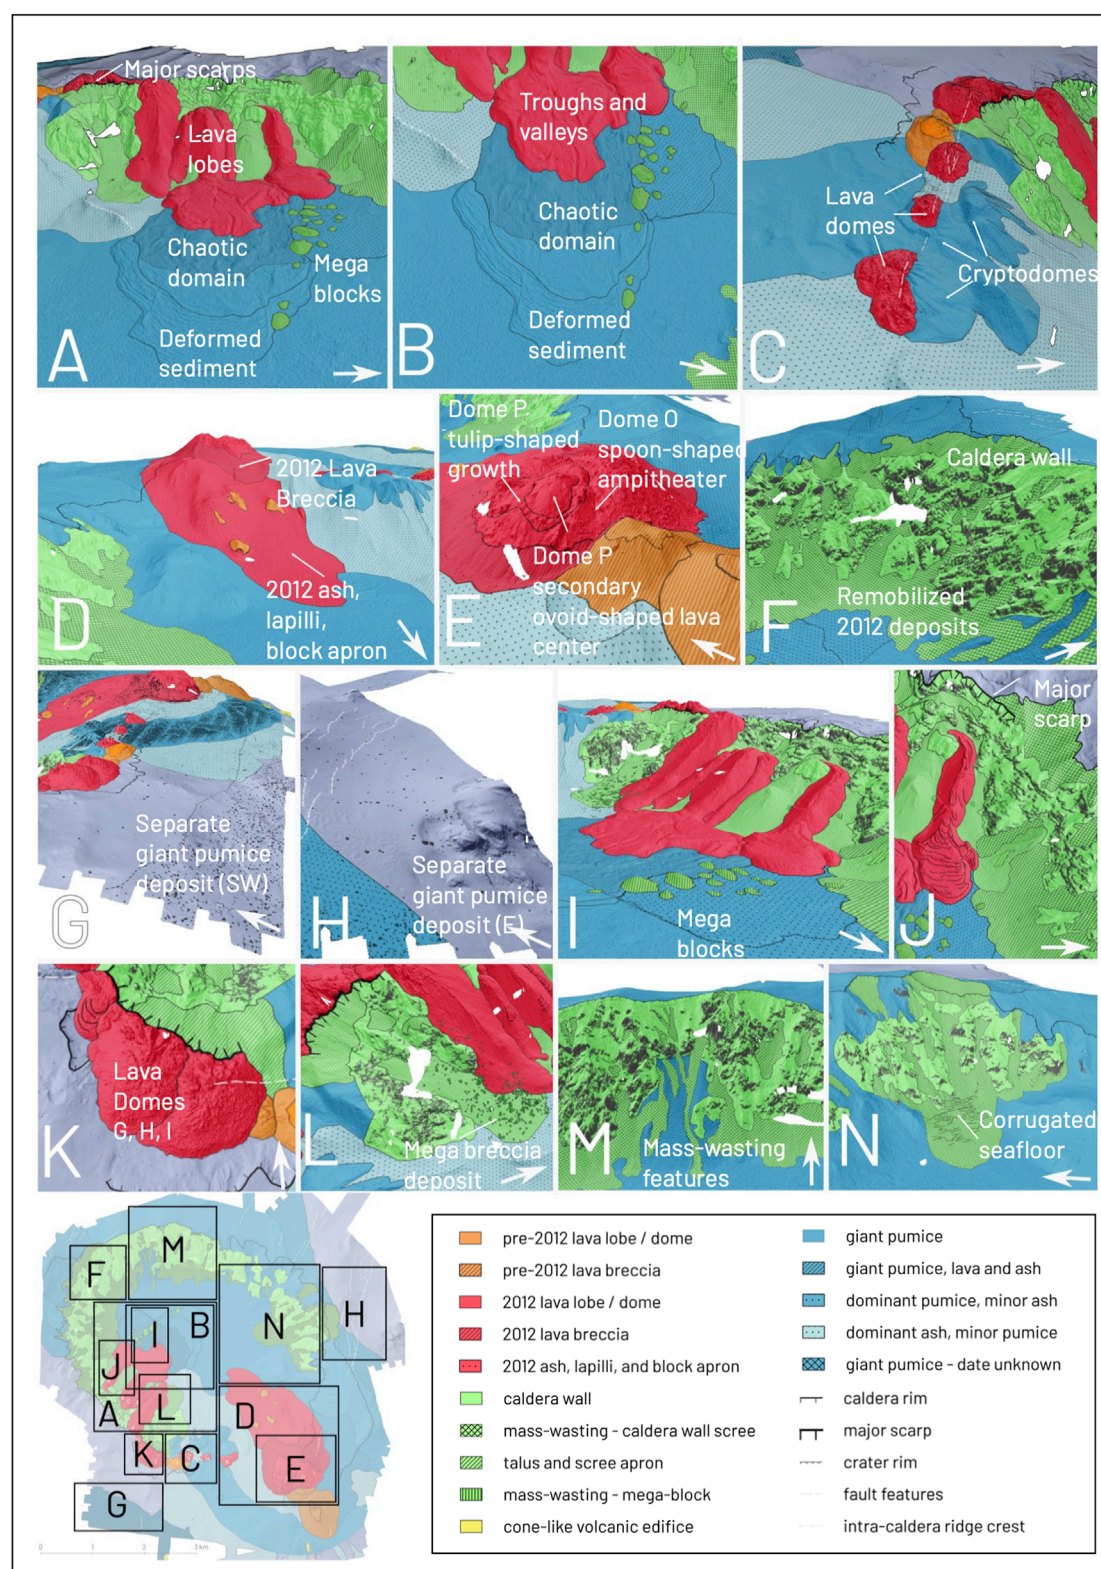 Major scarps
Lava
lobes
Chaotic
domain
Mega
blocks
Deformed
sediment
A
Troughs and
valleys
Chaotic
domain
Deformed
sediment
B
Lava
domes
Cryptodomes
C
2012 Lava
Breccia
2012 ash,
lapilli,
block apron
D
Dome P
tulip-shaped
growth
Dome O
spoon-shaped
ampitheater
Dome P
secondary
ovoid-shaped lava
center
E
Caldera wall
Remobilized
2012 deposits
F
Separate
giant pumice
deposit (SW)
G
Separate
giant pumice
deposit (E)
H
Mega
blocks
I
Major
scarp
J
Lava
Domes
G, H, I
K
Mega breccia
deposit
L
Mass-wasting
features
M
Corrugated
seafloor
N
M
F
H
B
N
I
J
L
A
D
K
C
E
G
0 1 2 3 km
pre-2012 lava lobe / dome
pre-2012 lava breccia
2012 lava lobe / dome
2012 lava breccia
2012 ash, lapilli, and block apron
caldera wall
mass-wasting - caldera wall scree
talus and scree apron
mass-wasting - mega-block
cone-like volcanic edifice
giant pumice
giant pumice, lava and ash
dominant pumice, minor ash
dominant ash, minor pumice
giant pumice - date unknown
caldera rim
major scarp
crater rim
fault features
intra-caldera ridge crest